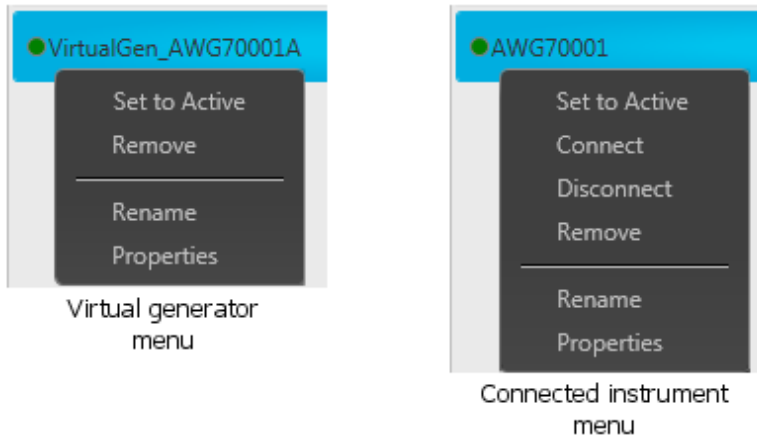 VirtualGen_AWG70001A
Set to Active
Remove
Rename
Properties
Virtual generator
menu
AWG70001
Set to Active
Connect
Disconnect
Remove
Rename
Properties
Connected instrument
menu